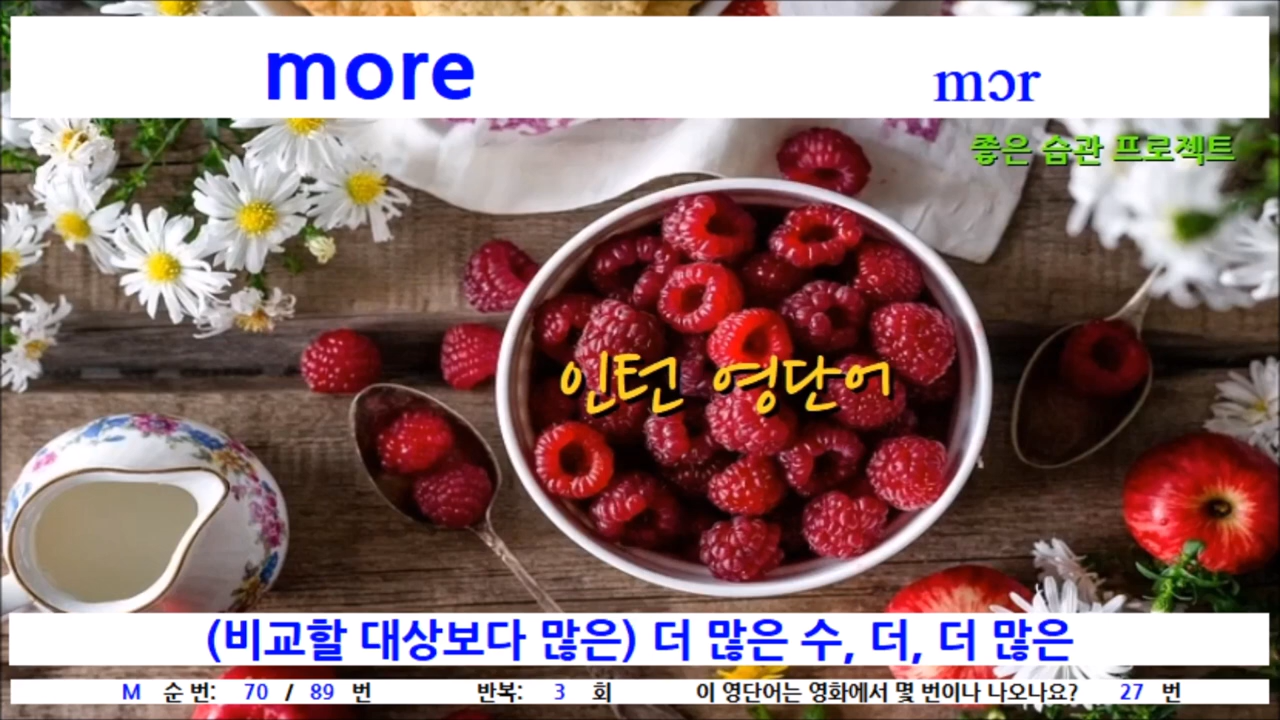 more mɔr
좋은 습관 프로젝트
인턴 영단어
(비교할 대상보다 많은) 더 많은 수, 더, 더 많은
M 순 번: 70 / 89 번 반복: 3 회 이 영단어는 영화에서 몇 번이나 나오나요? 27 번